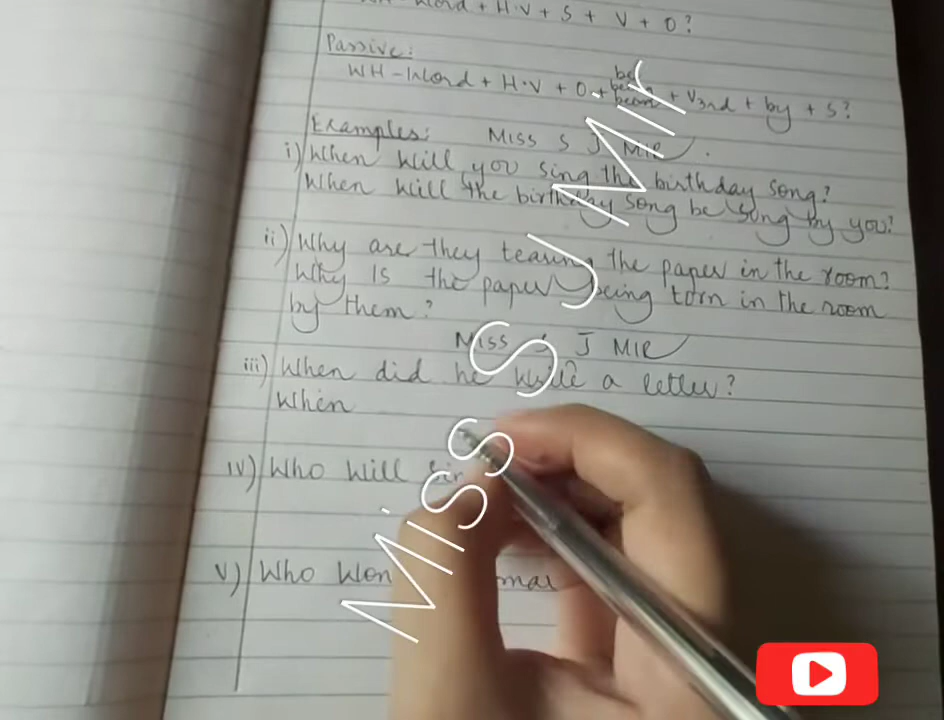 WH-Word + H.V + S + V + O?
Passive:
WH-Word + H.V + O + be being been + V3rd + by + S?
Examples: Miss S J MIR
i) When will you sing the birthday song?
When will the birthday song be song by you?
ii) Why are they tearing the paper in the room?
Why Is the paper being torn in the room
by them?
Miss S J MIR
iii) When did he write a letter?
When
iv) Who will
v) Who won
Miss S J Mir